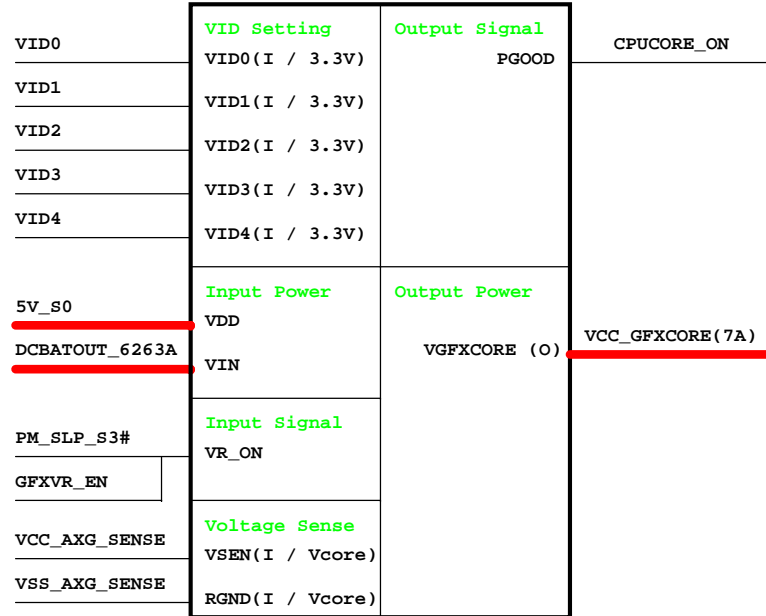 VID0
VID1
VID2
VID3
VID4
5V_S0
DCBATOUT_6263A
PM_SLP_S3#
GFXVR_EN
VCC_AXG_SENSE
VSS_AXG_SENSE
VID Setting
VID0(I / 3.3V)
VID1(I / 3.3V)
VID2(I / 3.3V)
VID3(I / 3.3V)
VID4(I / 3.3V)
Input Power
VDD
VIN
Input Signal
VR_ON
Voltage Sense
VSEN(I / Vcore)
RGND(I / Vcore)
Output Signal
PGOOD
Output Power
VGFXCORE (O)
CPUCORE_ON
VCC_GFXCORE(7A)